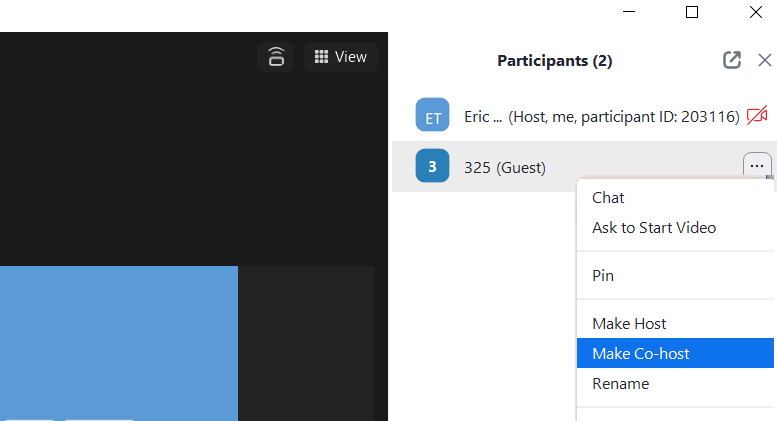 View
Participants (2)
ET
Eric ... (Host, me, participant ID: 203116)
3
325 (Guest)
Chat
Ask to Start Video
Pin
Make Host
Make Co-host
Rename